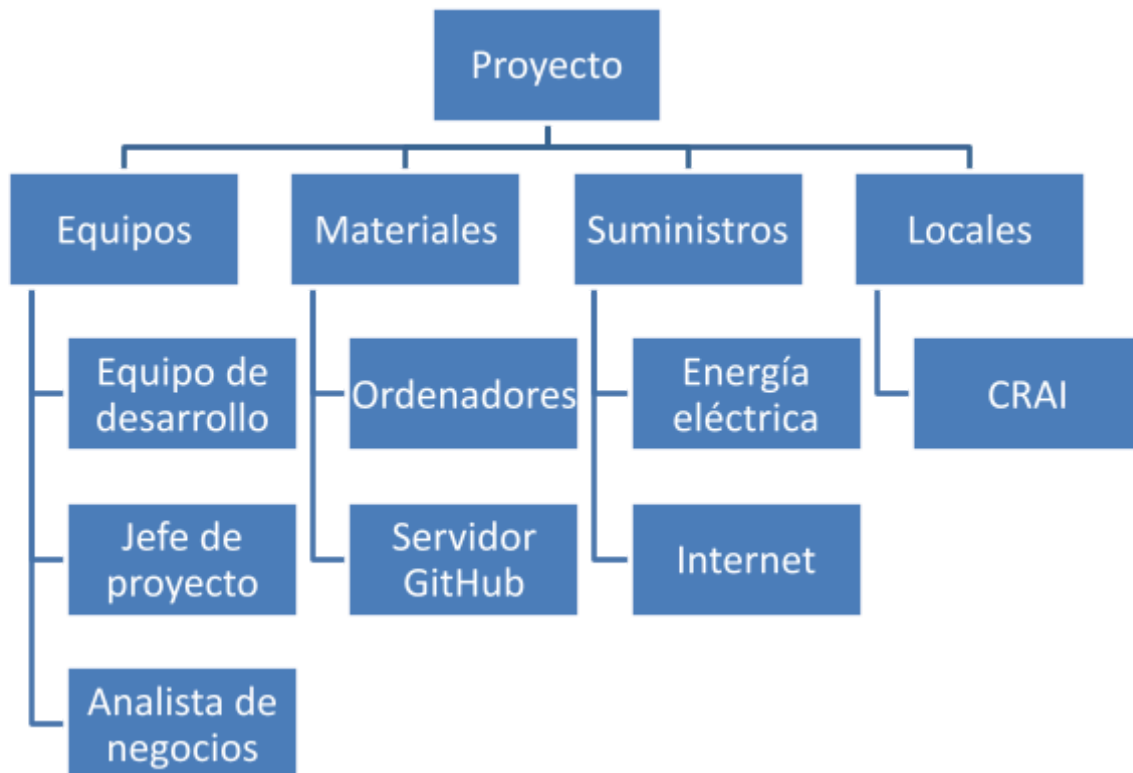 Proyecto
Equipos
Materiales
Suministros
Locales
Equipo de
desarrollo
Ordenadores
Energía
eléctrica
CRAI
Jefe de
proyecto
Servidor
GitHub
Internet
Analista de
negocios